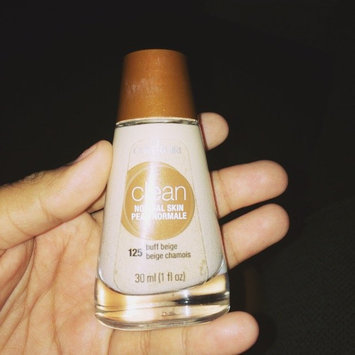 clean
NORMAL SKIN
PEAU NORMALE
125 buff beige
beige chamois
30 ml (1 fl oz)